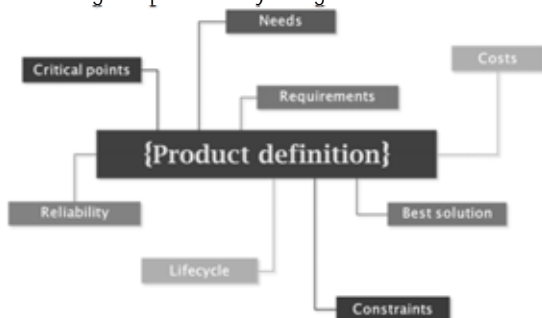 Needs
Costs
Critical points
Requirements
{Product definition}
Reliability
Best solution
Lifecycle
Constraints